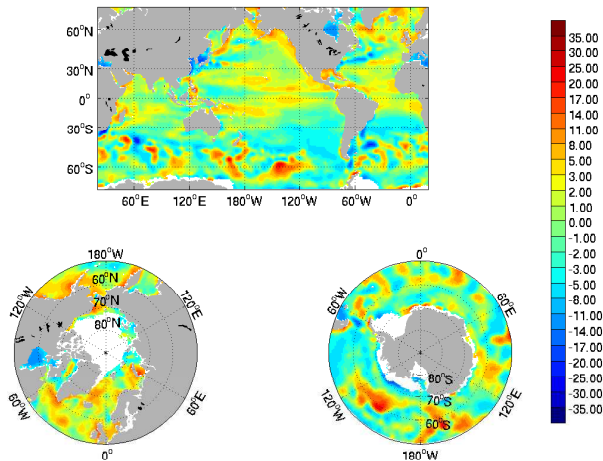 60°N
30°N
0°
30°S
60°S
60°E 120°E 180°W 120°W 60°W 0°
35.00
30.00
25.00
20.00
17.00
14.00
11.00
8.00
5.00
3.00
2.00
1.00
0.00
-1.00
-2.00
-3.00
-5.00
-8.00
-11.00
-14.00
-17.00
-20.00
-25.00
-30.00
-35.00
180°W
120°W
120°E
60°N
70°N
80°N
60°W
60°E
0°
0°
60°W
60°E
80°S
70°S
60°S
120°W
120°E
180°W